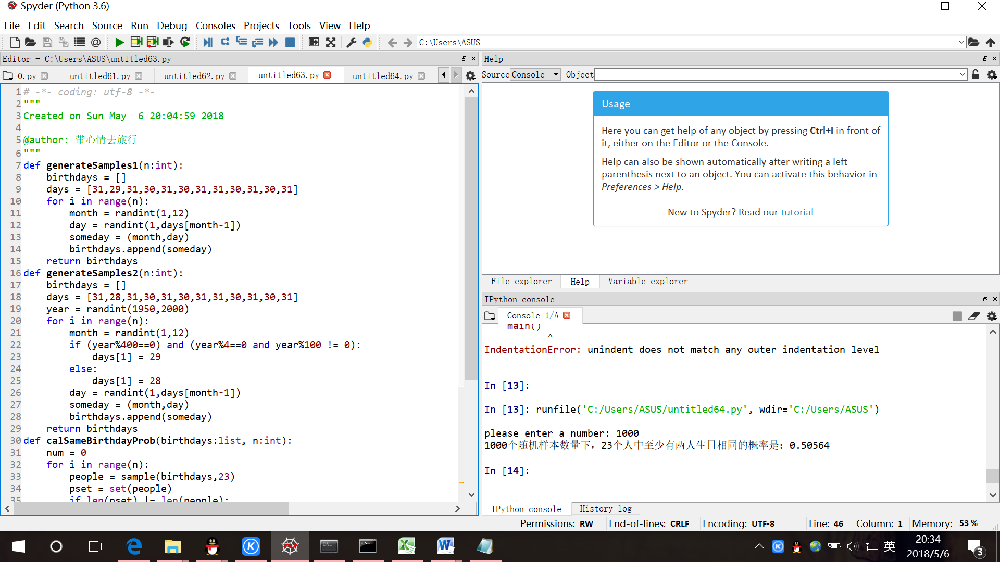 Spyder (Python 3.6)
File Edit Search Source Run Debug Consoles Projects Tools View Help
C:\Users\ASUS
Editor - C:\Users\ASUS\untitled63.py
0.py untitled61.py untitled62.py untitled63.py untitled64.py
1 # -*- coding: utf-8 -*-
2 """
3 Created on Sun May  6 20:04:59 2018
4
5 @author: 带心情去旅行
6 """
7 def generateSamples1(n:int):
8     birthdays = []
9     days = [31,29,31,30,31,30,31,31,30,31,30,31]
10     for i in range(n):
11         month = randint(1,12)
12         day = randint(1,days[month-1])
13         someday = (month,day)
14         birthdays.append(someday)
15     return birthdays
16 def generateSamples2(n:int):
17     birthdays = []
18     days = [31,28,31,30,31,30,31,31,30,31,30,31]
19     year = randint(1950,2000)
20     for i in range(n):
21         month = randint(1,12)
22         if (year%400==0) and (year%4==0 and year%100 != 0):
23             days[1] = 29
24         else:
25             days[1] = 28
26         day = randint(1,days[month-1])
27         someday = (month,day)
28         birthdays.append(someday)
29     return birthdays
30 def calSameBirthdayProb(birthdays:list, n:int):
31     num = 0
32     for i in range(n):
33         people = sample(birthdays,23)
34         pset = set(people)
35         if len(pset) != len(people):
Help
Source Console Object
Usage
Here you can get help of any object by pressing Ctrl+I in front of
it, either on the Editor or the Console.
Help can also be shown automatically after writing a left
parenthesis next to an object. You can activate this behavior in
Preferences > Help.
New to Spyder? Read our tutorial
File explorer Help Variable explorer
IPython console
Console 1/A
main()
^
IndentationError: unindent does not match any outer indentation level
In [13]:
In [13]: runfile('C:/Users/ASUS/untitled64.py', wdir='C:/Users/ASUS')
please enter a number: 1000
1000个随机样本数量下，23个人中至少有两人生日相同的概率是：0.50564
In [14]:
IPython console History log
Permissions: RW End-of-lines: CRLF Encoding: UTF-8 Line: 46 Column: 1 Memory: 53 %
英
20:34
2018/5/6
3